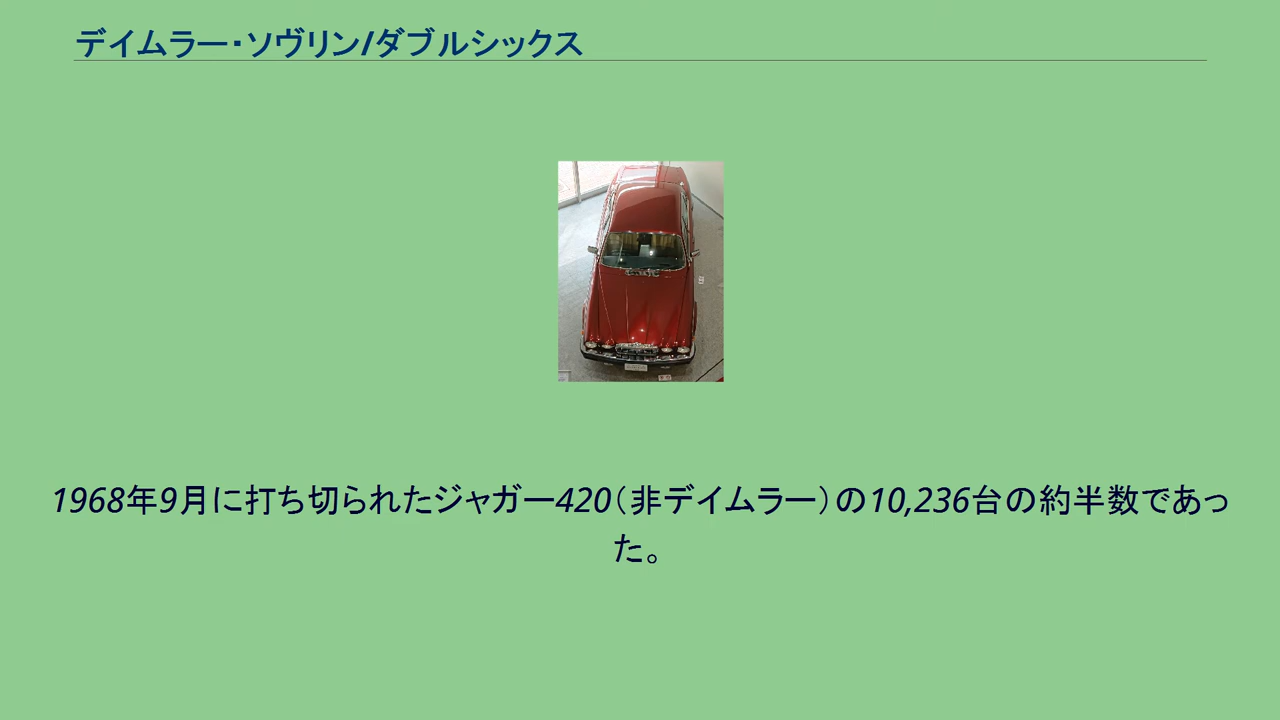 デイムラー・ソヴリン/ダブルシックス
1968年9月に打ち切られたジャガー420（非デイムラー）の10,236台の約半数であっ
た。